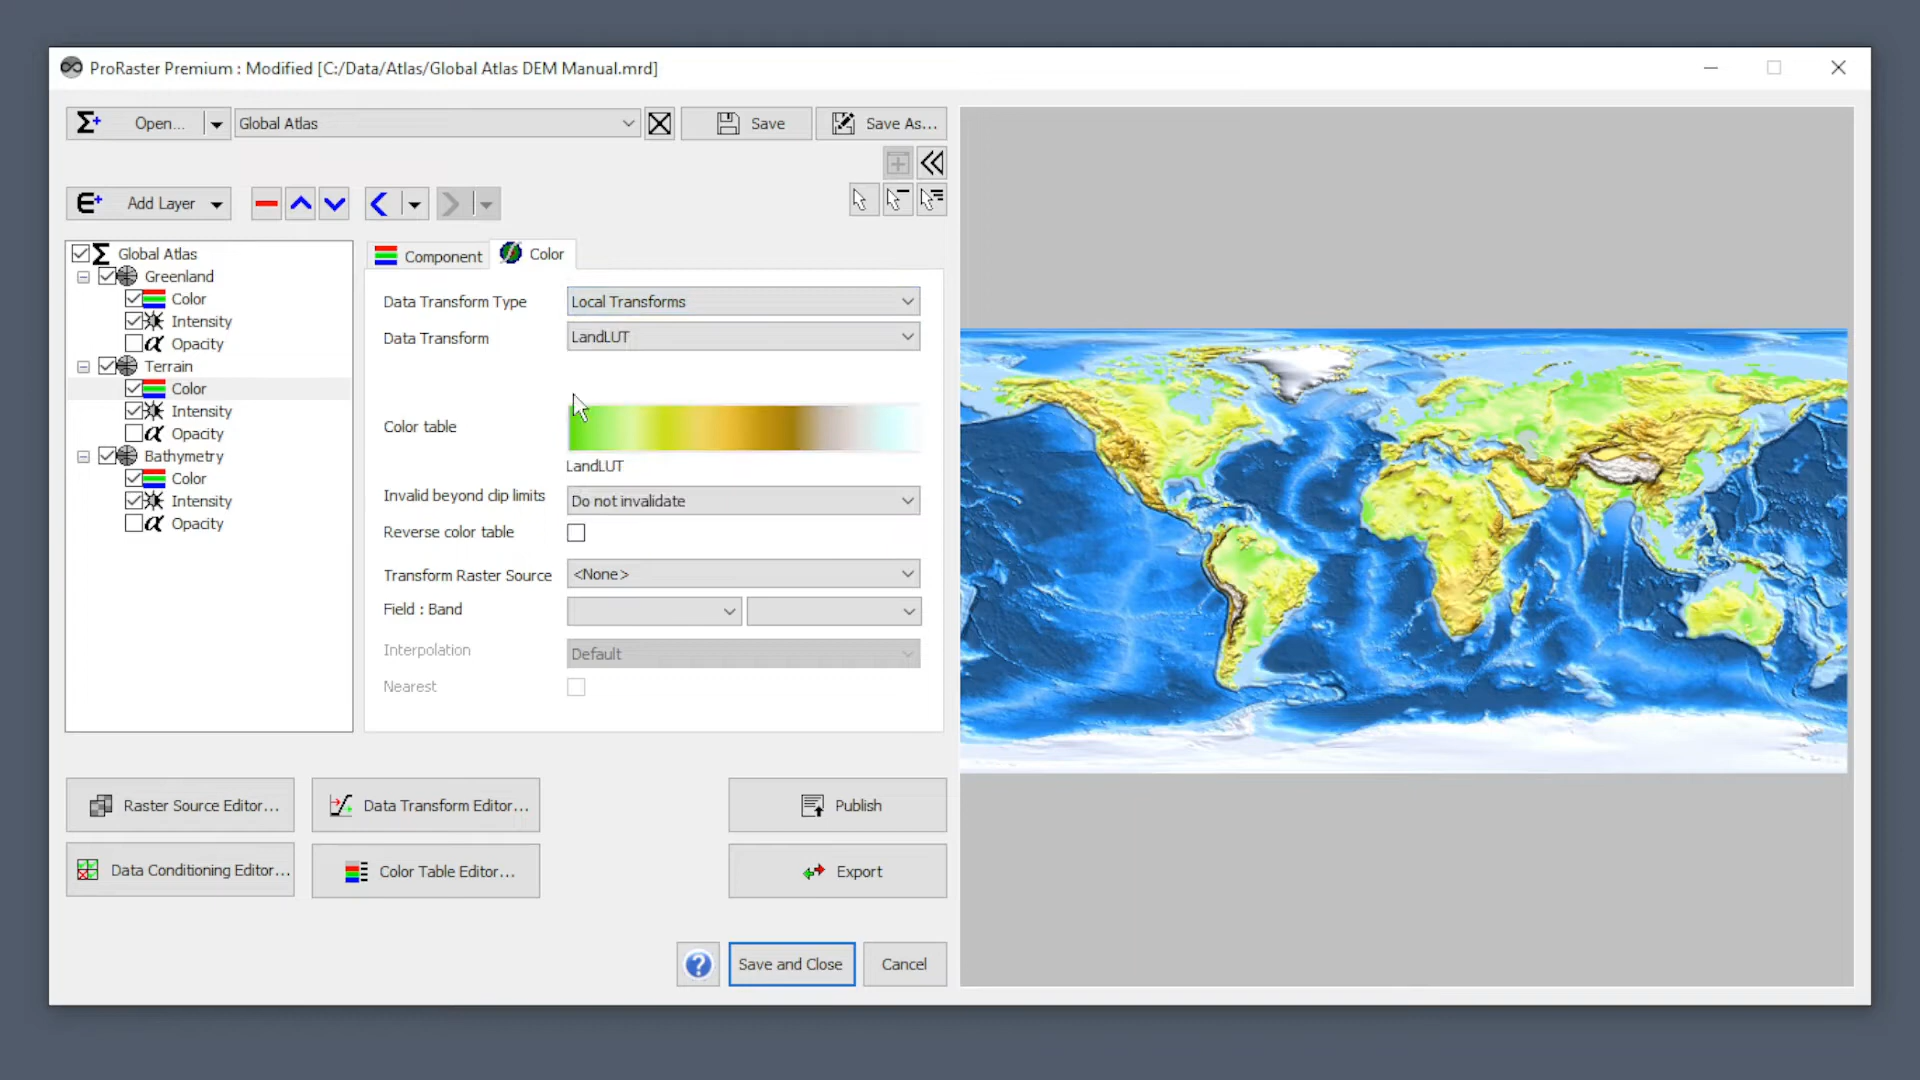 ProRaster Premium : Modified [C:/Data/Atlas/Global Atlas DEM Manual.mrd]
Open...
Global Atlas
Save
Save As...
Add Layer
Global Atlas
Greenland
Color
Intensity
Opacity
Terrain
Color
Intensity
Opacity
Bathymetry
Color
Intensity
Opacity
Component
Color
Data Transform Type
Local Transforms
Data Transform
LandLUT
Color table
LandLUT
Invalid beyond clip limits
Do not invalidate
Reverse color table
Transform Raster Source
<None>
Field : Band
Interpolation
Default
Nearest
Raster Source Editor...
Data Transform Editor...
Publish
Data Conditioning Editor...
Color Table Editor...
Export
Save and Close
Cancel